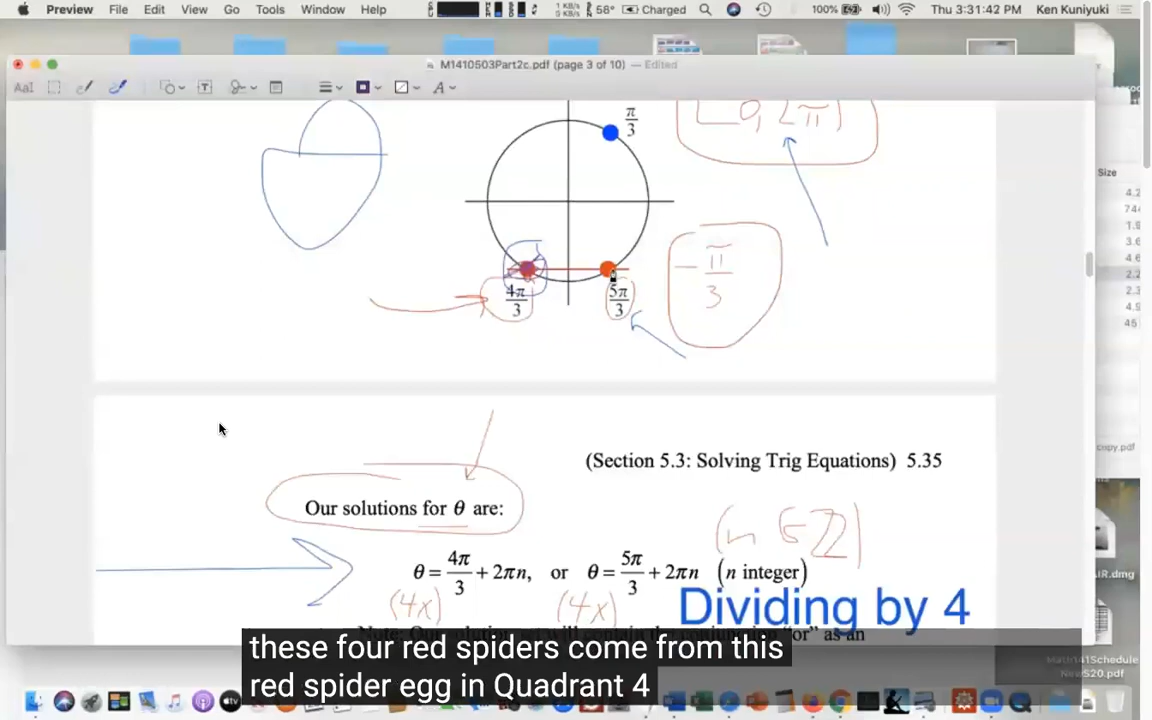 Preview File Edit View Go Tools Window Help
58° Charged 100% Thu 3:31:42 PM Ken Kuniyuki
M1410503Part2c.pdf (page 3 of 10) — Edited
π
3
[0, 2π)
Size
− π
3
4π
3
5π
3
(Section 5.3: Solving Trig Equations) 5.35
Our solutions for θ are:
(n ∈ ℤ)
θ = 4π/3 + 2πn, or θ = 5π/3 + 2πn (n integer)
(4x) (4x)
Dividing by 4
these four red spiders come from this
red spider egg in Quadrant 4